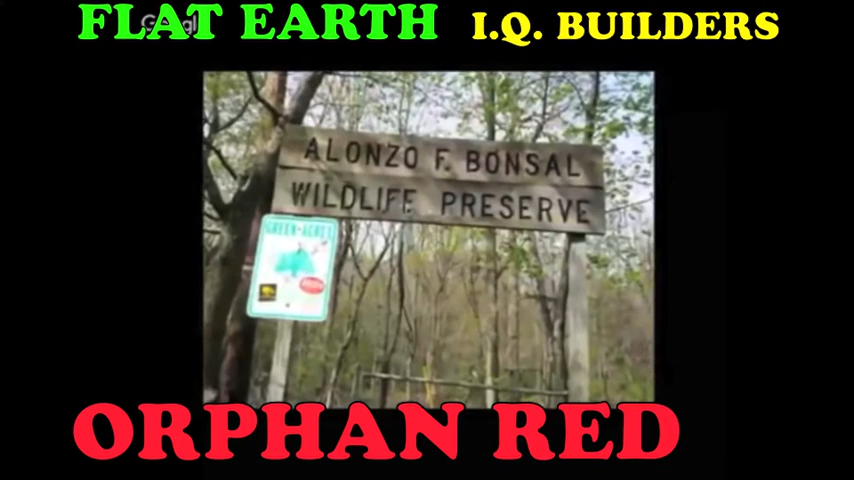 FLAT EARTH I.Q. BUILDERS
ALONZO F. BONSAL
WILDLIFE PRESERVE
GREEN ACRES
ORPHAN RED